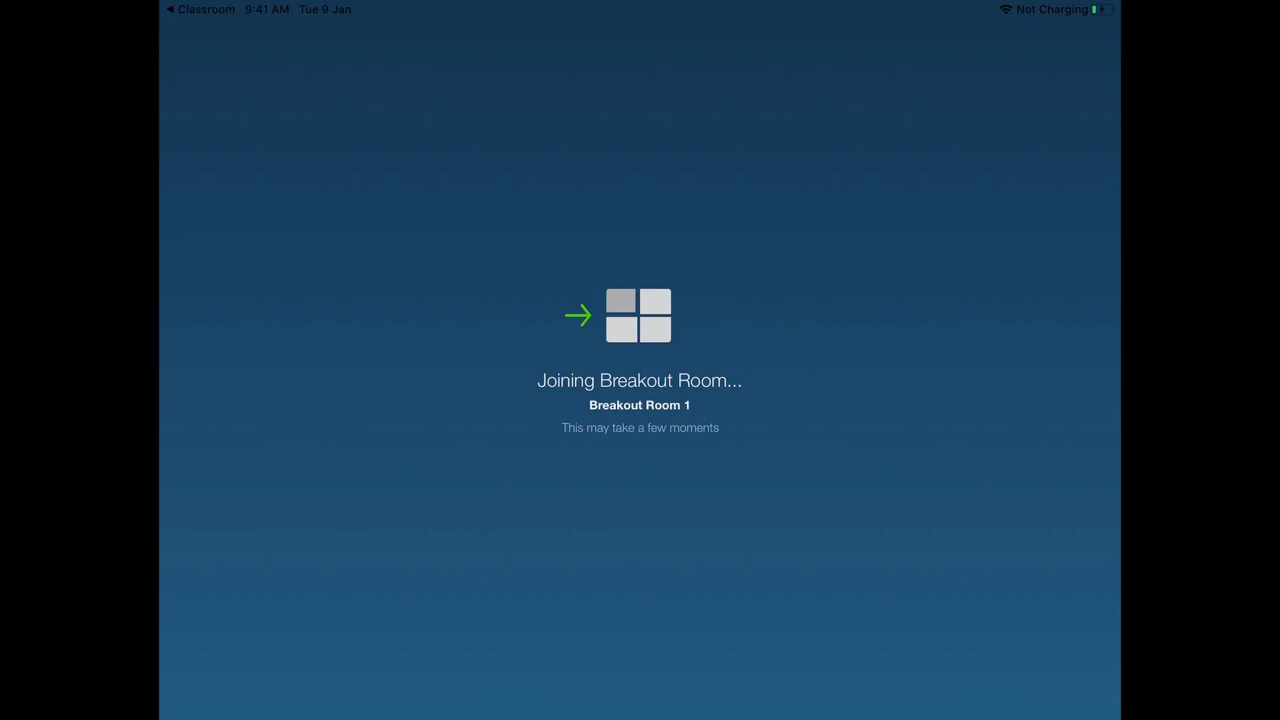 Classroom 9:41 AM Tue 9 Jan Not Charging
Joining Breakout Room...
Breakout Room 1
This may take a few moments